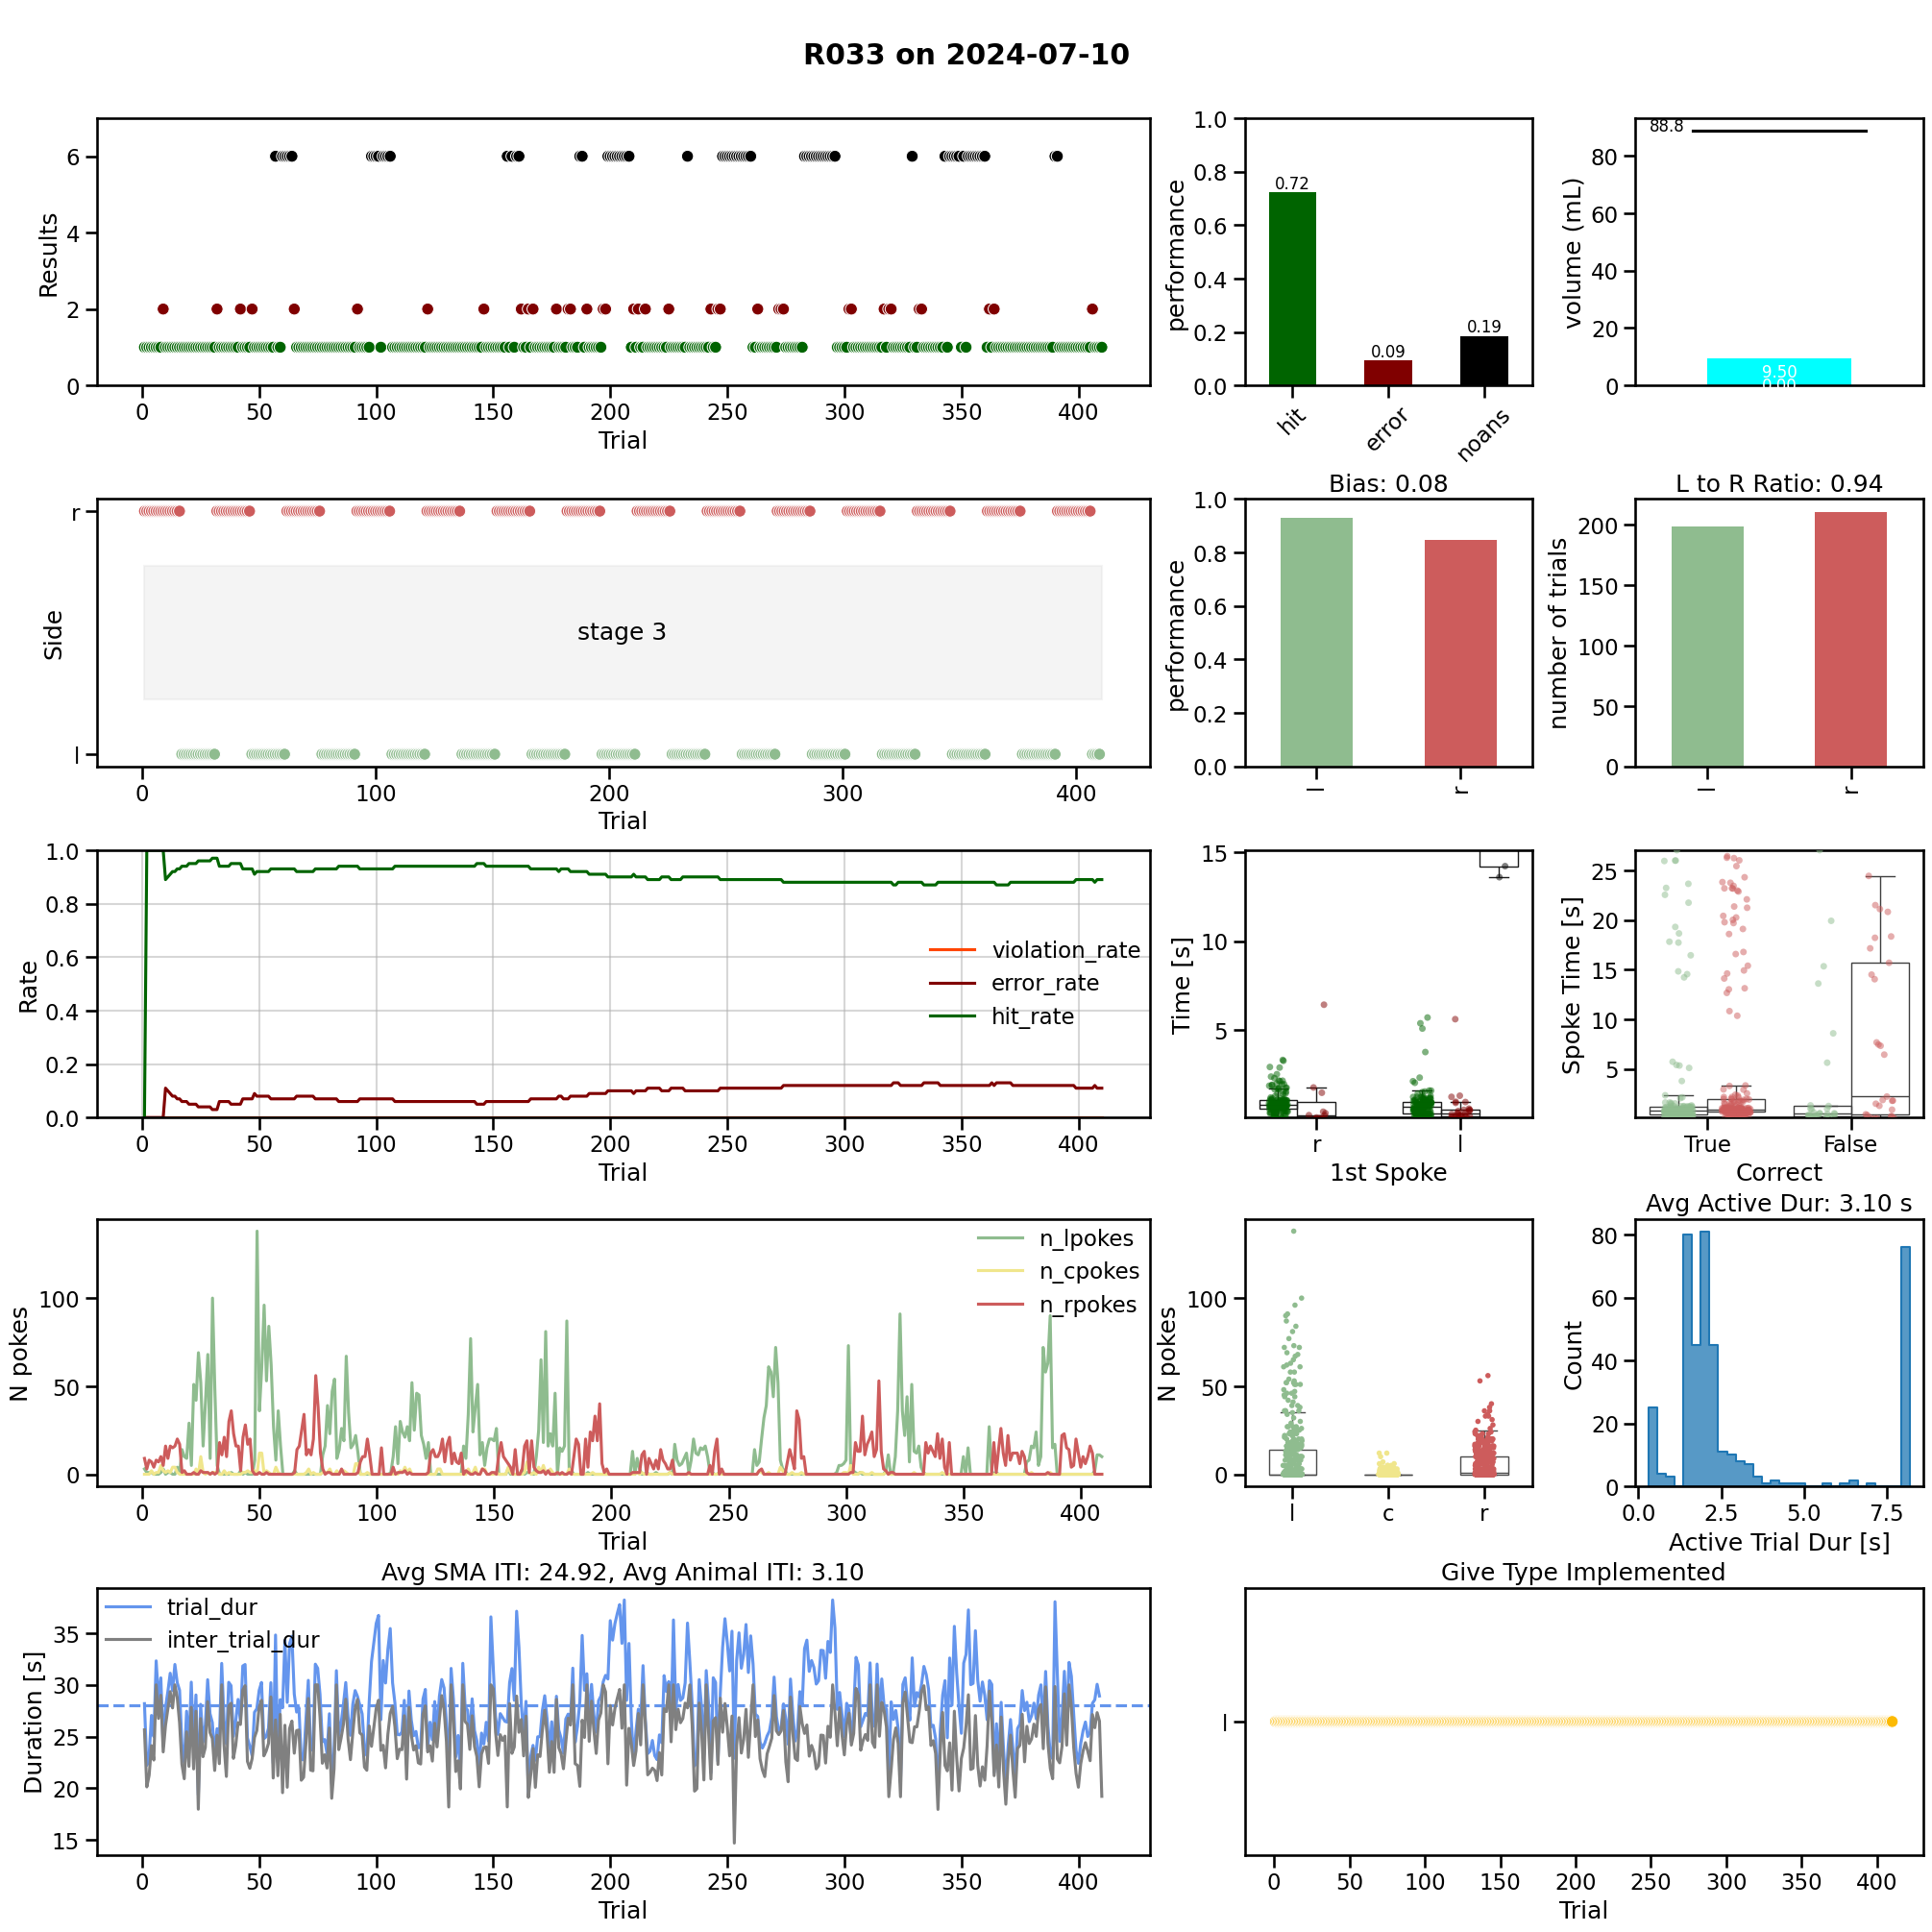 R033 on 2024-07-10
Results
6
4
2
0
0 50 100 150 200 250 300 350 400
Trial
performance
1.0
0.8
0.6
0.4
0.2
0.0
0.72
0.09
0.19
hit error noans
volume (mL)
80
60
40
20
0
88.8
9.50
0.00
Side
r
l
stage 3
0 100 200 300 400
Trial
Bias: 0.08
performance
1.0
0.8
0.6
0.4
0.2
0.0
l r
L to R Ratio: 0.94
number of trials
200
150
100
50
0
l r
Rate
1.0
0.8
0.6
0.4
0.2
0.0
violation_rate
error_rate
hit_rate
0 50 100 150 200 250 300 350 400
Trial
Time [s]
15
10
5
r l
1st Spoke
Spoke Time [s]
25
20
15
10
5
True False
Correct
N pokes
100
50
0
n_lpokes
n_cpokes
n_rpokes
0 50 100 150 200 250 300 350 400
Trial
N pokes
100
50
0
l c r
Avg Active Dur: 3.10 s
Count
80
60
40
20
0
0.0 2.5 5.0 7.5
Active Trial Dur [s]
Avg SMA ITI: 24.92, Avg Animal ITI: 3.10
Duration [s]
35
30
25
20
15
trial_dur
inter_trial_dur
0 50 100 150 200 250 300 350 400
Trial
Give Type Implemented
l
0 50 100 150 200 250 300 350 400
Trial